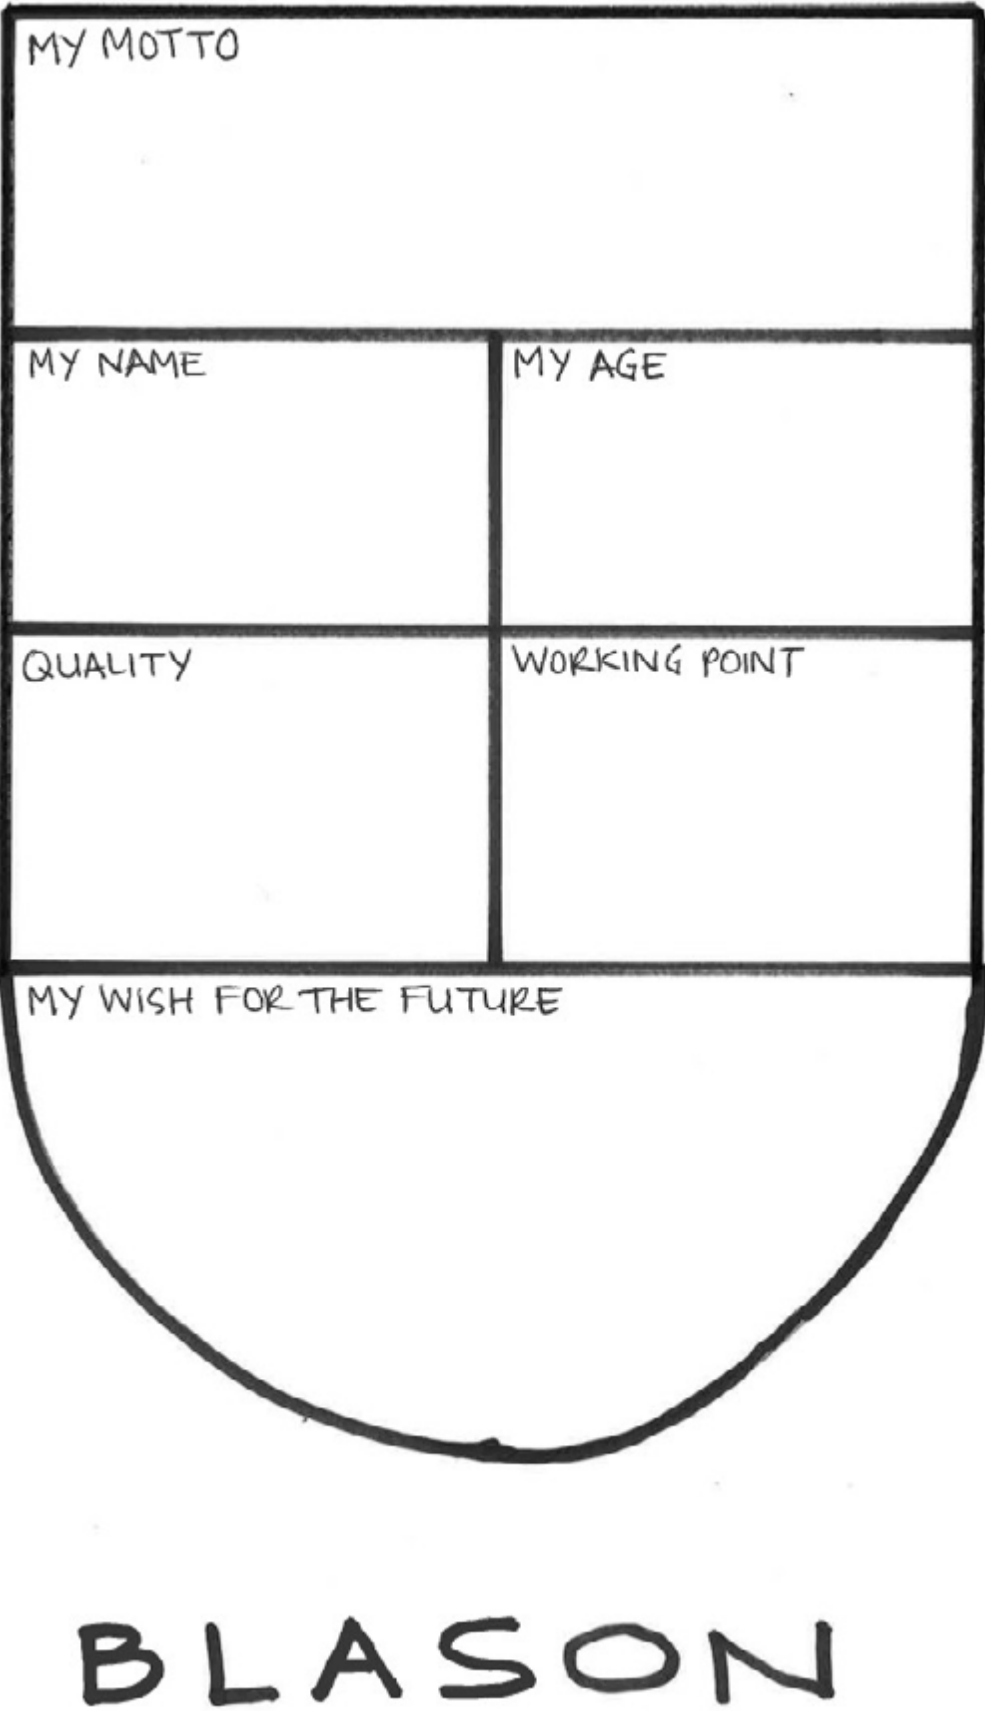 MY MOTTO
MY NAME
MY AGE
QUALITY
WORKING POINT
MY WISH FOR THE FUTURE
BLASON